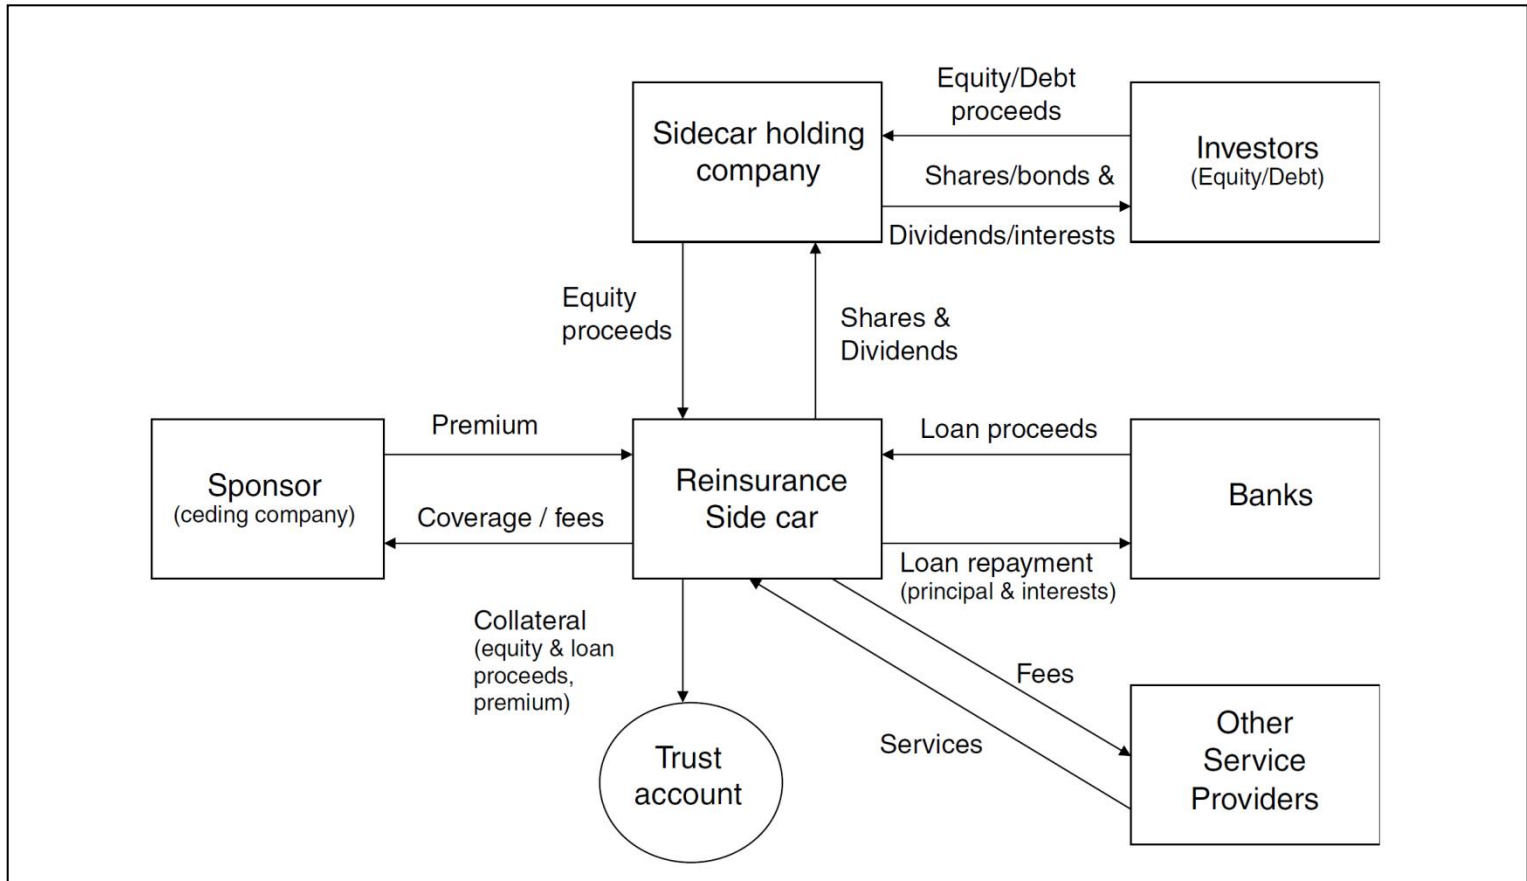 Equity/Debt
proceeds
Sidecar holding
company
Investors
(Equity/Debt)
Shares/bonds &
Dividends/interests
Equity
proceeds
Shares &
Dividends
Premium
Loan proceeds
Sponsor
(ceding company)
Reinsurance
Side car
Banks
Coverage / fees
Loan repayment
(principal & interests)
Collateral
(equity & loan
proceeds,
premium)
Fees
Services
Other
Service
Providers
Trust
account